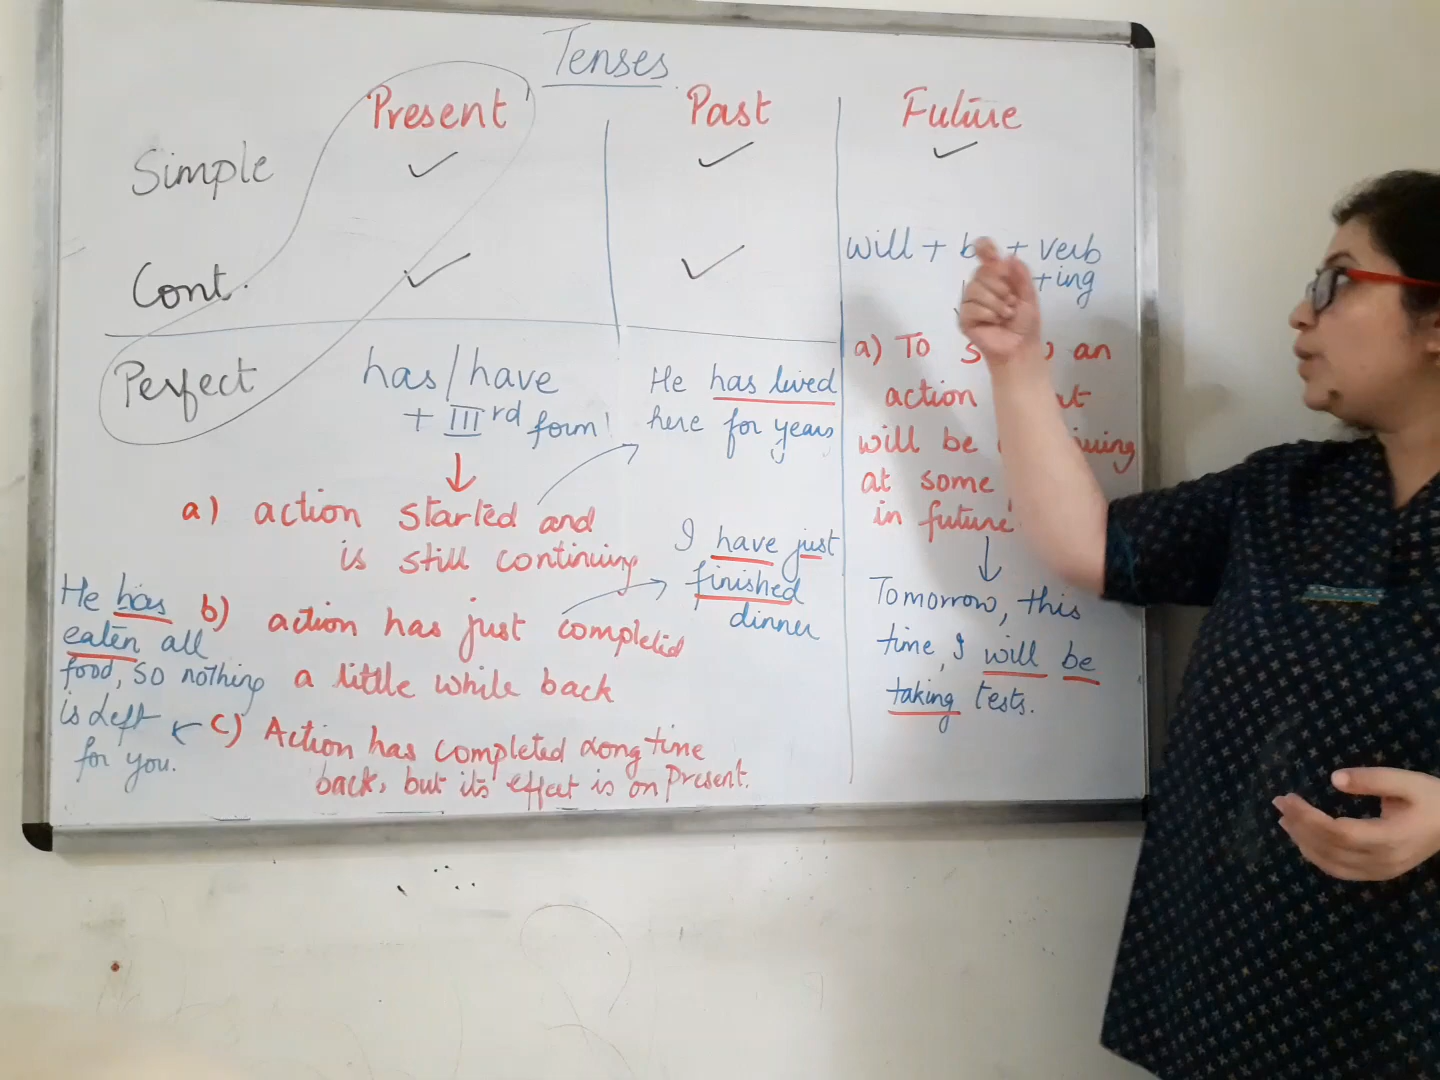 Tenses
Present Past Future
Simple
Cont.
will + be + verb
+ing
Perfect
has/have
+ IIIrd form
a) action started and
is still continuing
b) action has just completed
a little while back
c) Action has completed long time
back, but its effect is on Present.
He has lived
here for years
I have just
finished
dinner
He has
eaten all
food, so nothing
is left
for you.
a) To an
action
will be
at some
in future
Tomorrow, this
time, I will be
taking tests.